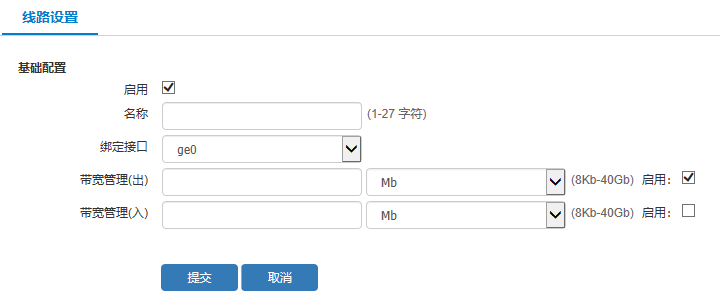 线路设置
基础配置
启用
名称 (1-27 字符)
绑定接口 ge0
带宽管理(出) Mb (8Kb-40Gb) 启用：
带宽管理(入) Mb (8Kb-40Gb) 启用：
提交 取消